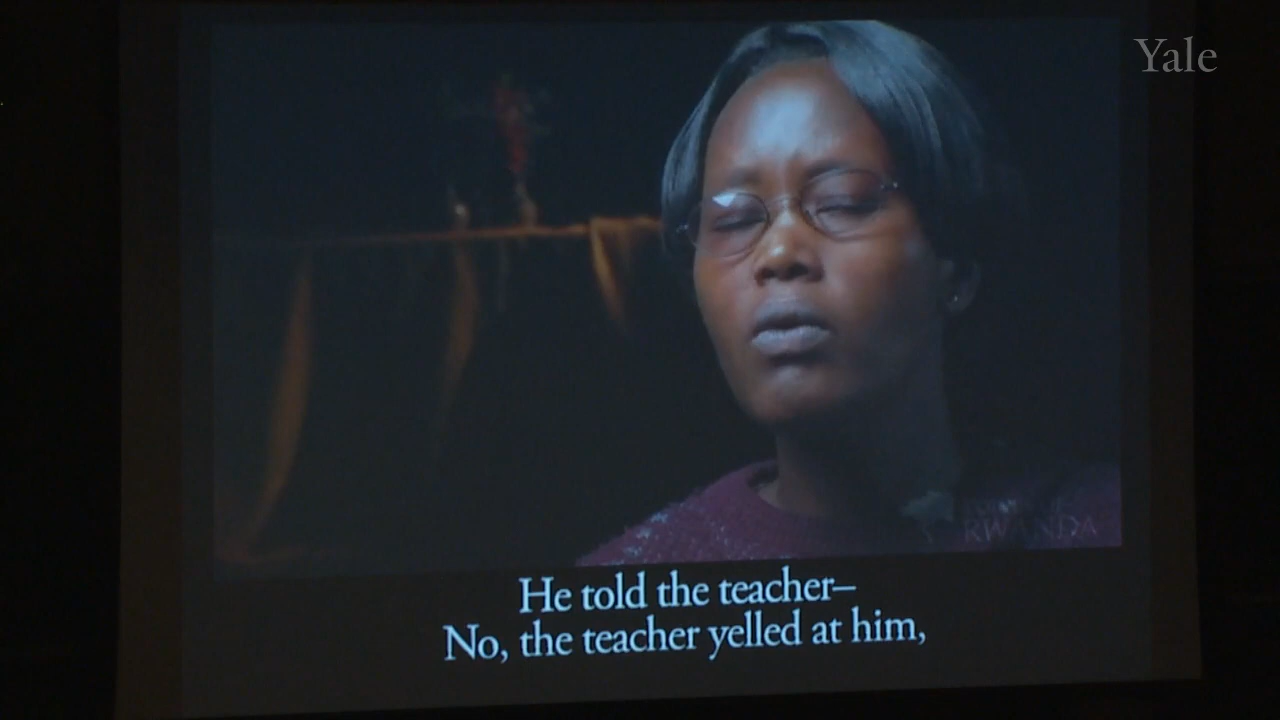 Yale
RWANDA
He told the teacher–
No, the teacher yelled at him,